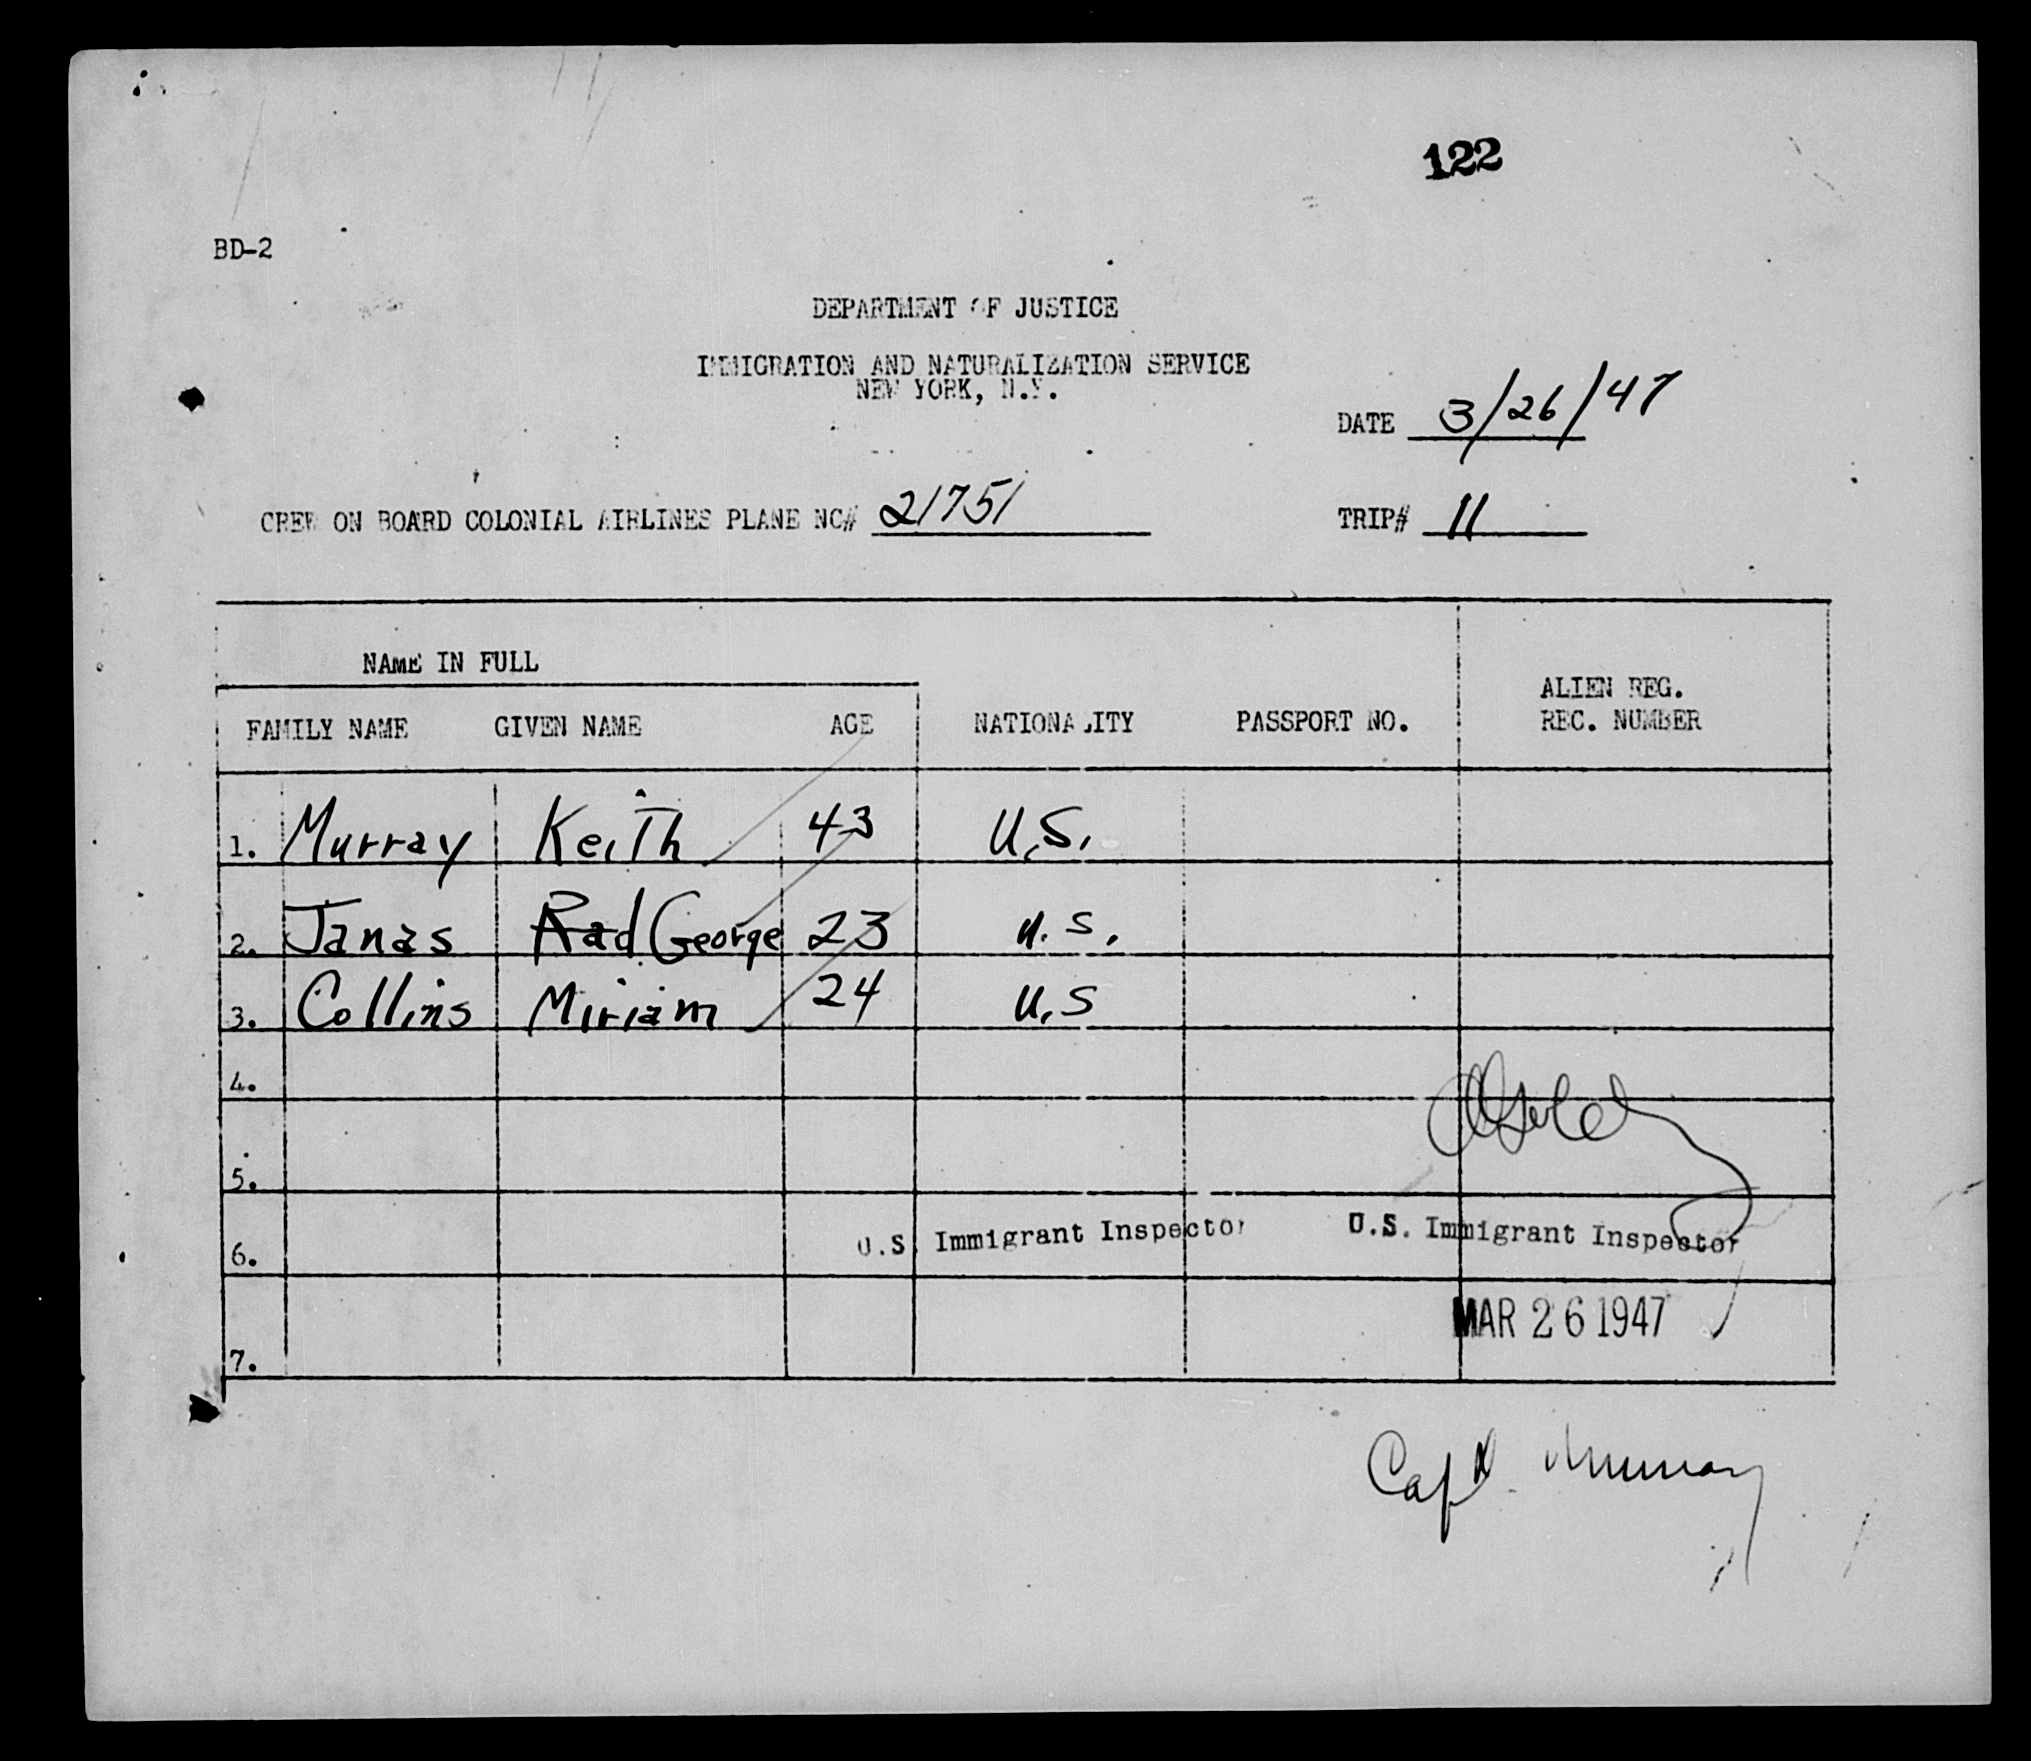 122
BD-2
DEPARTMENT OF JUSTICE
IMMIGRATION AND NATURALIZATION SERVICE
NEW YORK, N.Y.
DATE 3/26/47
CREW ON BOARD COLONIAL AIRLINES PLANE NC# 21751 TRIP# 11
NAME IN FULL
ALIEN REG.
FAMILY NAME GIVEN NAME AGE NATIONALITY PASSPORT NO. REC. NUMBER
1. Murray Keith 43 U.S.
2. Janas Rad George 23 U.S.
3. Collins Miriam 24 U.S
4.
5.
6. U.S. Immigrant Inspector U.S. Immigrant Inspector
MAR 26 1947
7.
Capt. Murray